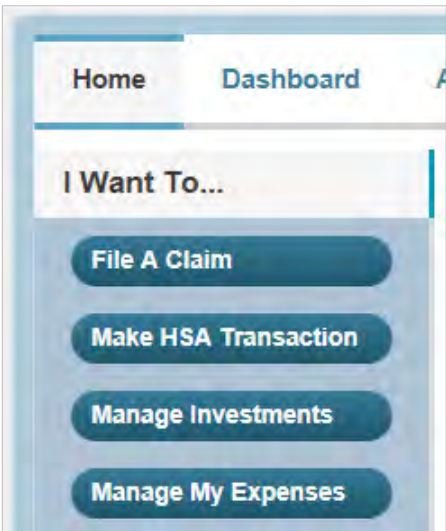 Home Dashboard
I Want To...
File A Claim
Make HSA Transaction
Manage Investments
Manage My Expenses